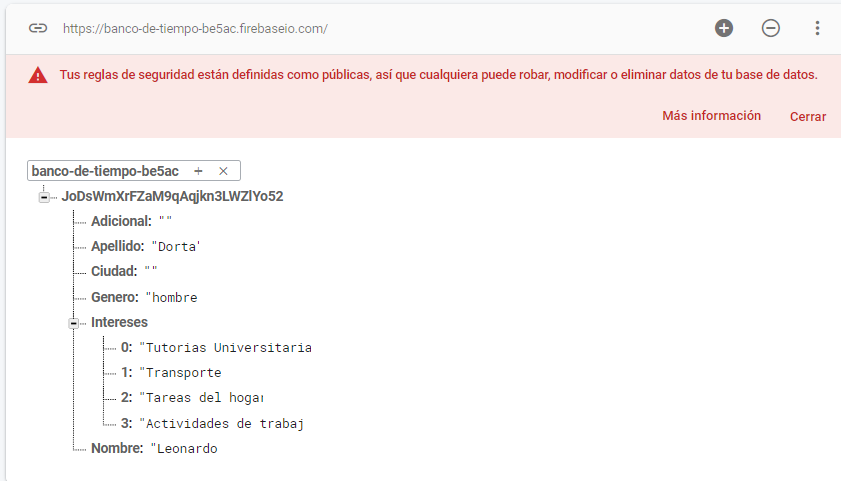 https://banco-de-tiempo-be5ac.firebaseio.com/
Tus reglas de seguridad están definidas como públicas, así que cualquiera puede robar, modificar o eliminar datos de tu base de datos.
Más información Cerrar
banco-de-tiempo-be5ac
JoDsWmXrFZaM9qAqjkn3LWZlYo52
Adicional: ""
Apellido: "Dorta'
Ciudad: ""
Genero: "hombre
Intereses
0: "Tutorias Universitaria
1: "Transporte
2: "Tareas del hogar
3: "Actividades de trabaj
Nombre: "Leonardo